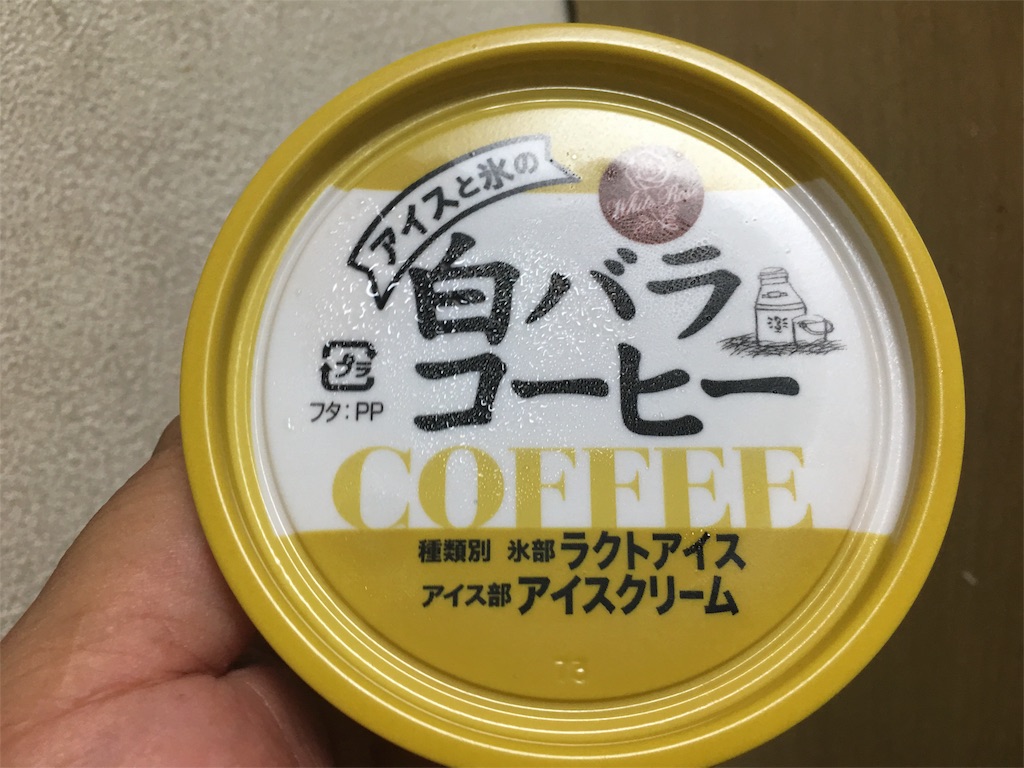 アイスと氷の
白バラ
コーヒー
プラ
フタ:PP
COFFEE
種類別 氷部 ラクトアイス
アイス部 アイスクリーム